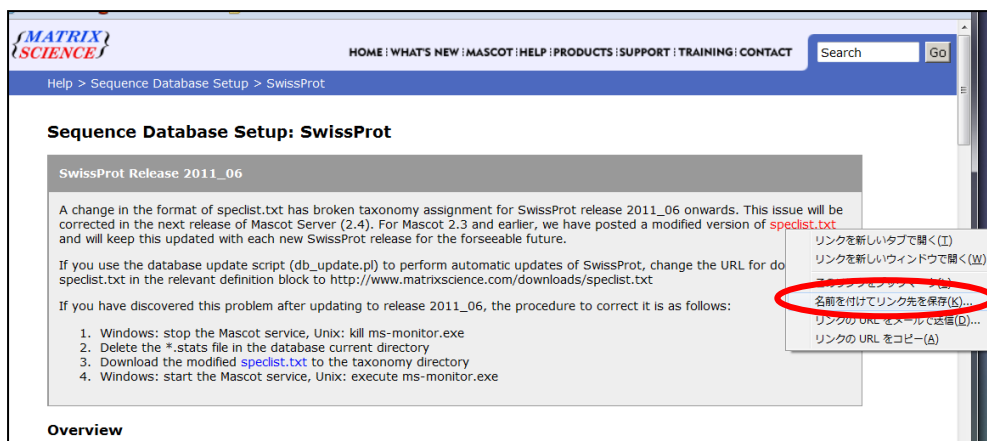 {MATRIX
SCIENCE}
HOME WHAT'S NEW MASCOT HELP PRODUCTS SUPPORT TRAINING CONTACT
Search Go
Help > Sequence Database Setup > SwissProt
Sequence Database Setup: SwissProt
SwissProt Release 2011_06
A change in the format of speclist.txt has broken taxonomy assignment for SwissProt release 2011_06 onwards. This issue will be
corrected in the next release of Mascot Server (2.4). For Mascot 2.3 and earlier, we have posted a modified version of speclist.txt
and will keep this updated with each new SwissProt release for the forseeable future.
リンクを新しいタブで開く(T)
リンクを新しいウィンドウで開く(W)
このリンクをブックマーク(L)
名前を付けてリンク先を保存(K)...
リンクの URL をメールで送信(D)...
リンクの URL をコピー(A)
If you use the database update script (db_update.pl) to perform automatic updates of SwissProt, change the URL for do
speclist.txt in the relevant definition block to http://www.matrixscience.com/downloads/speclist.txt
If you have discovered this problem after updating to release 2011_06, the procedure to correct it is as follows:
1. Windows: stop the Mascot service, Unix: kill ms-monitor.exe
2. Delete the *.stats file in the database current directory
3. Download the modified speclist.txt to the taxonomy directory
4. Windows: start the Mascot service, Unix: execute ms-monitor.exe
Overview